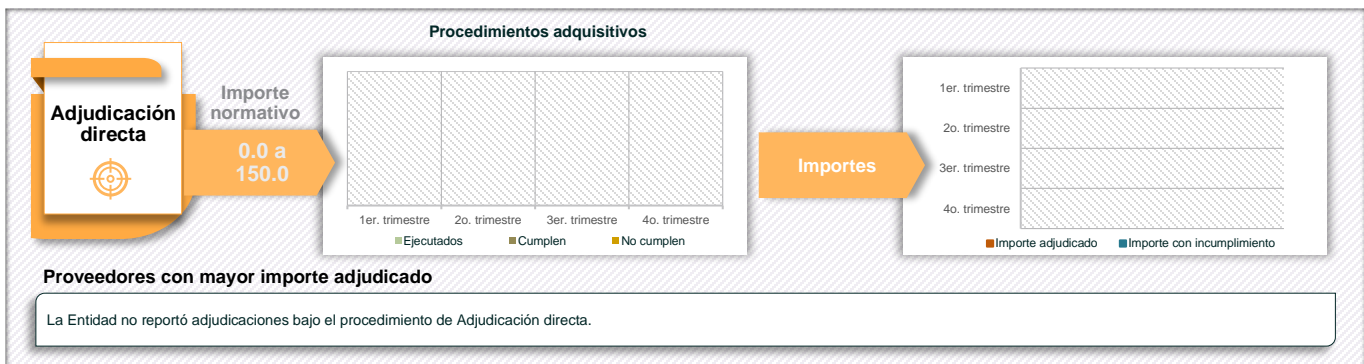 Procedimientos adquisitivos
Adjudicación
directa
Importe
normativo
0.0 a
150.0
1er. trimestre
2o. trimestre
3er. trimestre
4o. trimestre
Ejecutados
Cumplen
No cumplen
Importes
1er. trimestre
2o. trimestre
3er. trimestre
4o. trimestre
Importe adjudicado
Importe con incumplimiento
Proveedores con mayor importe adjudicado
La Entidad no reportó adjudicaciones bajo el procedimiento de Adjudicación directa.